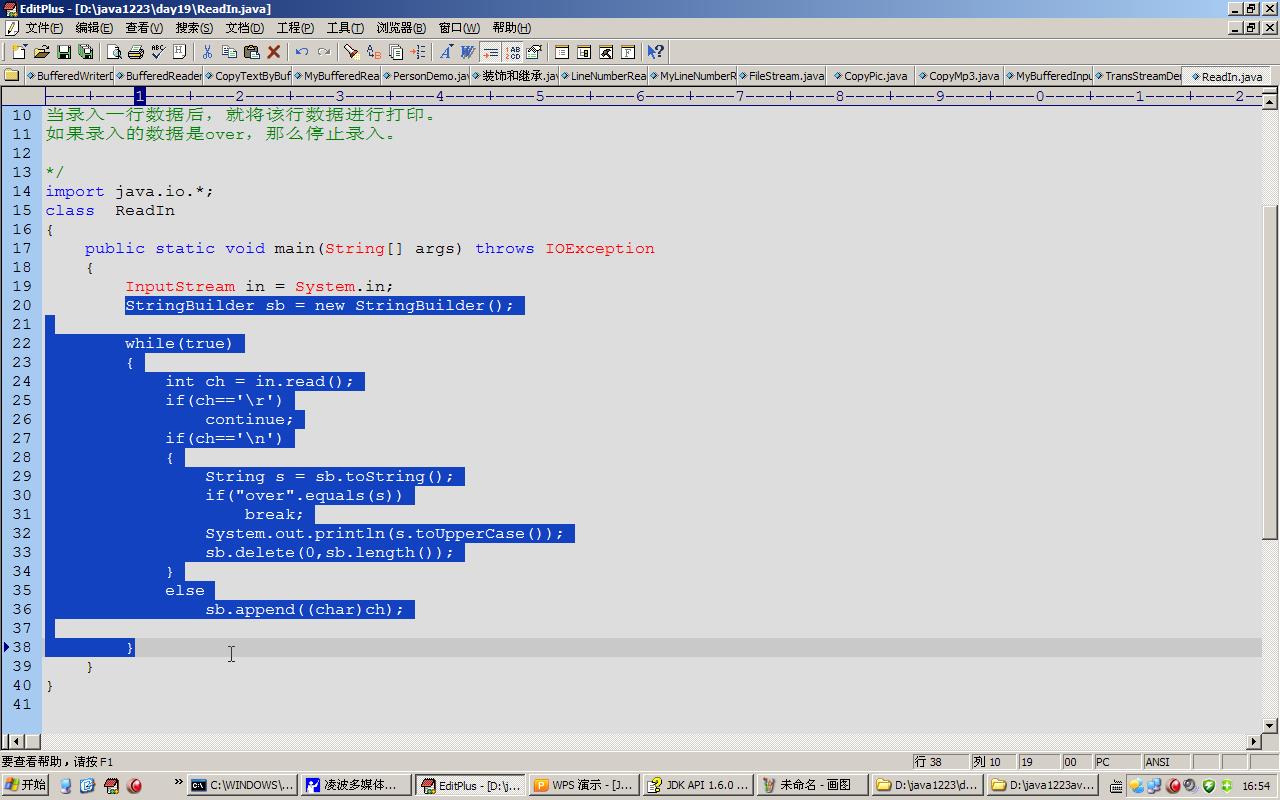 EditPlus - [D:\java1223\day19\ReadIn.java]
文件(F) 编辑(E) 查看(V) 搜索(S) 文档(D) 工程(P) 工具(T) 浏览器(B) 窗口(W) 帮助(H)
BufferedWriterD BufferedReader CopyTextByBuf MyBufferedRea PersonDemo.jav 装饰和继承.jav LineNumberRea MyLineNumberR FileStream.java CopyPic.java CopyMp3.java MyBufferedInpu TransStreamDer ReadIn.java
----+----1----+----2----+----3----+----4----+----5----+----6----+----7----+----8----+----9----+----0----+----1----+----2--
10 当录入一行数据后，就将该行数据进行打印。
11 如果录入的数据是over，那么停止录入。
12
13 */
14 import java.io.*;
15 class  ReadIn
16 {
17     public static void main(String[] args) throws IOException
18     {
19         InputStream in = System.in;
20         StringBuilder sb = new StringBuilder();
21
22         while(true)
23         {
24             int ch = in.read();
25             if(ch=='\r')
26                 continue;
27             if(ch=='\n')
28             {
29                 String s = sb.toString();
30                 if("over".equals(s))
31                     break;
32                 System.out.println(s.toUpperCase());
33                 sb.delete(0,sb.length());
34             }
35             else
36                 sb.append((char)ch);
37
38         }
39     }
40 }
41
要查看帮助，请按 F1 行 38 列 10 19 00 PC ANSI
开始 » C:\WINDOWS\... 凌波多媒体... EditPlus - [D:\j... WPS 演示 - [J... JDK API 1.6.0 ... 未命名 - 画图 D:\java1223\d... D:\java1223av... 16:54